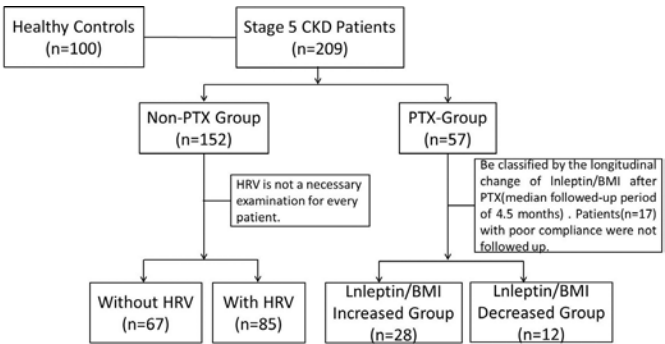 Healthy Controls
(n=100)
Stage 5 CKD Patients
(n=209)
Non-PTX Group
(n=152)
PTX-Group
(n=57)
HRV is not a necessary
examination for every
patient.
Be classified by the longitudinal
change of lnleptin/BMI after
PTX(median followed-up period
of 4.5 months) . Patients(n=17)
with poor compliance were not
followed up.
Without HRV
(n=67)
With HRV
(n=85)
Lnleptin/BMI
Increased Group
(n=28)
Lnleptin/BMI
Decreased Group
(n=12)